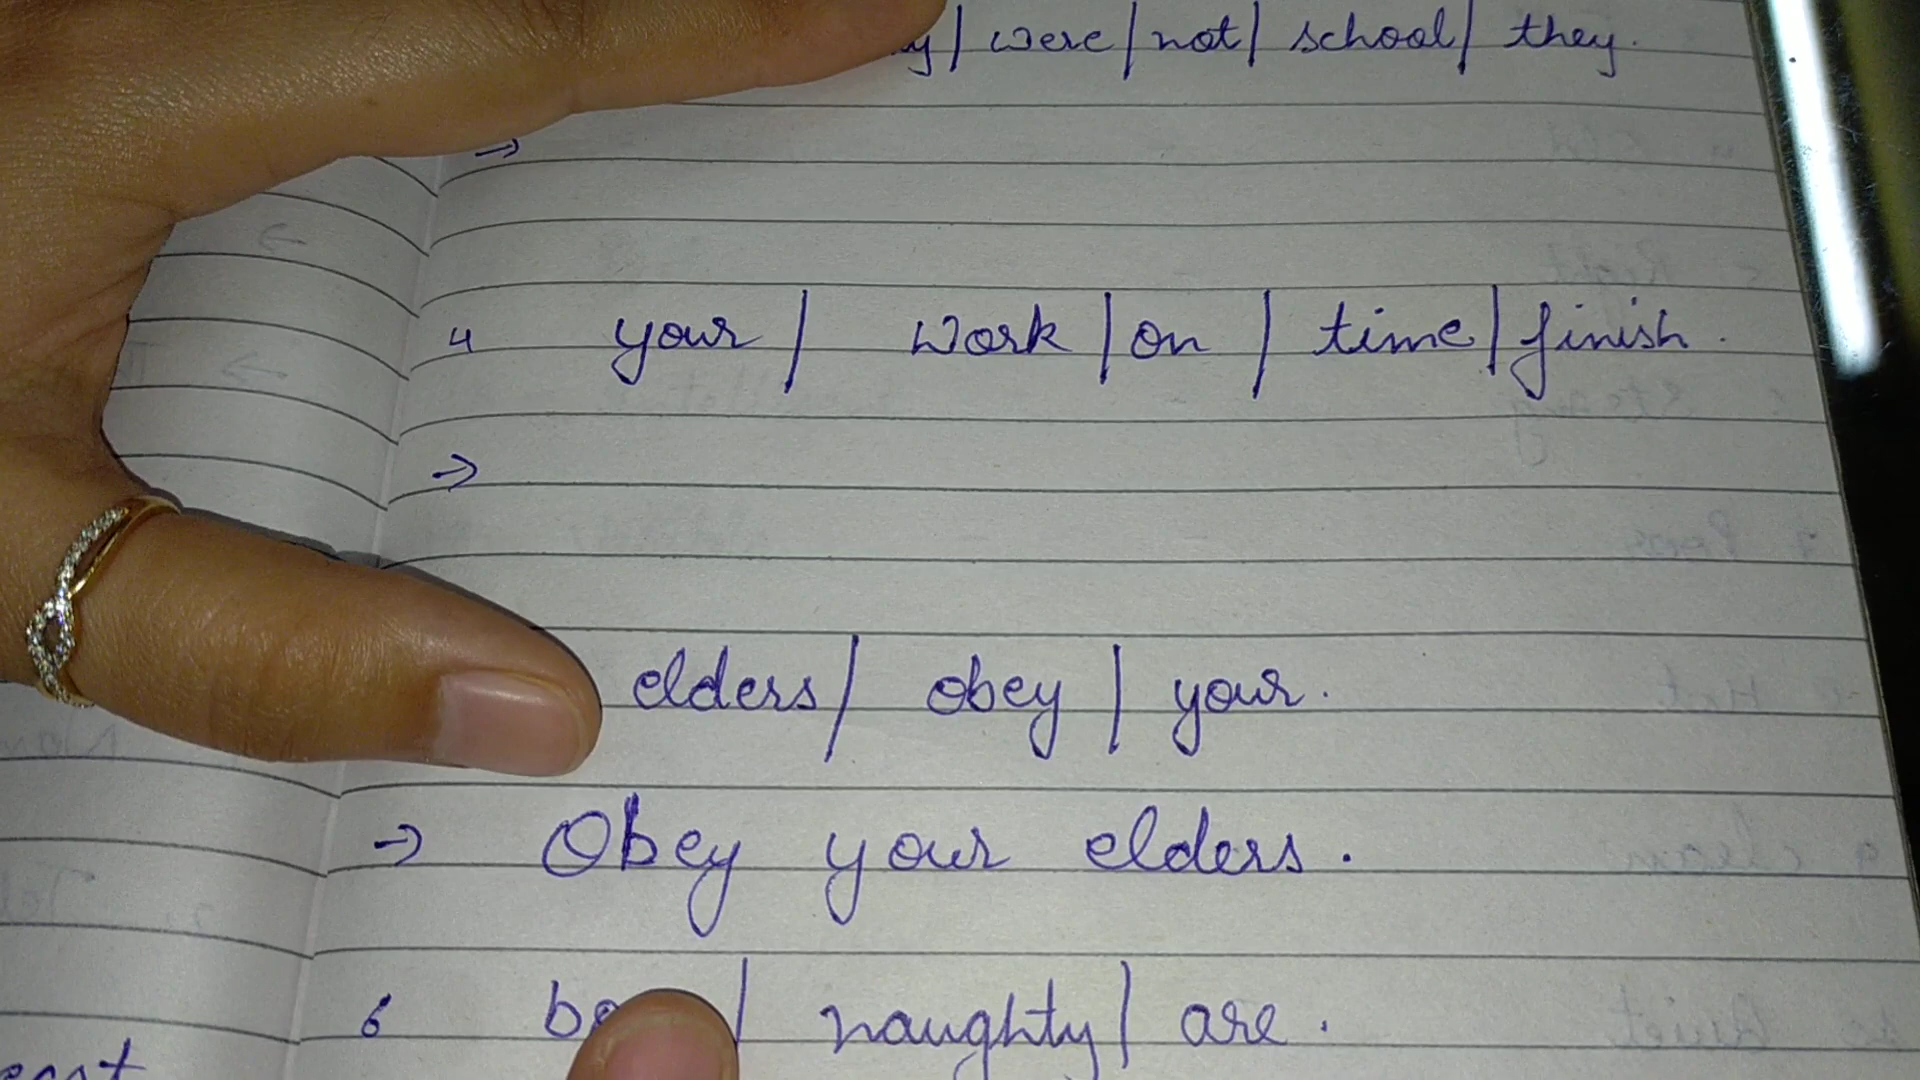 | were | not | school | they.
→
4 your | work | on | time | finish.
→
elders | obey | your.
→ Obey your elders.
6 | naughty | are.